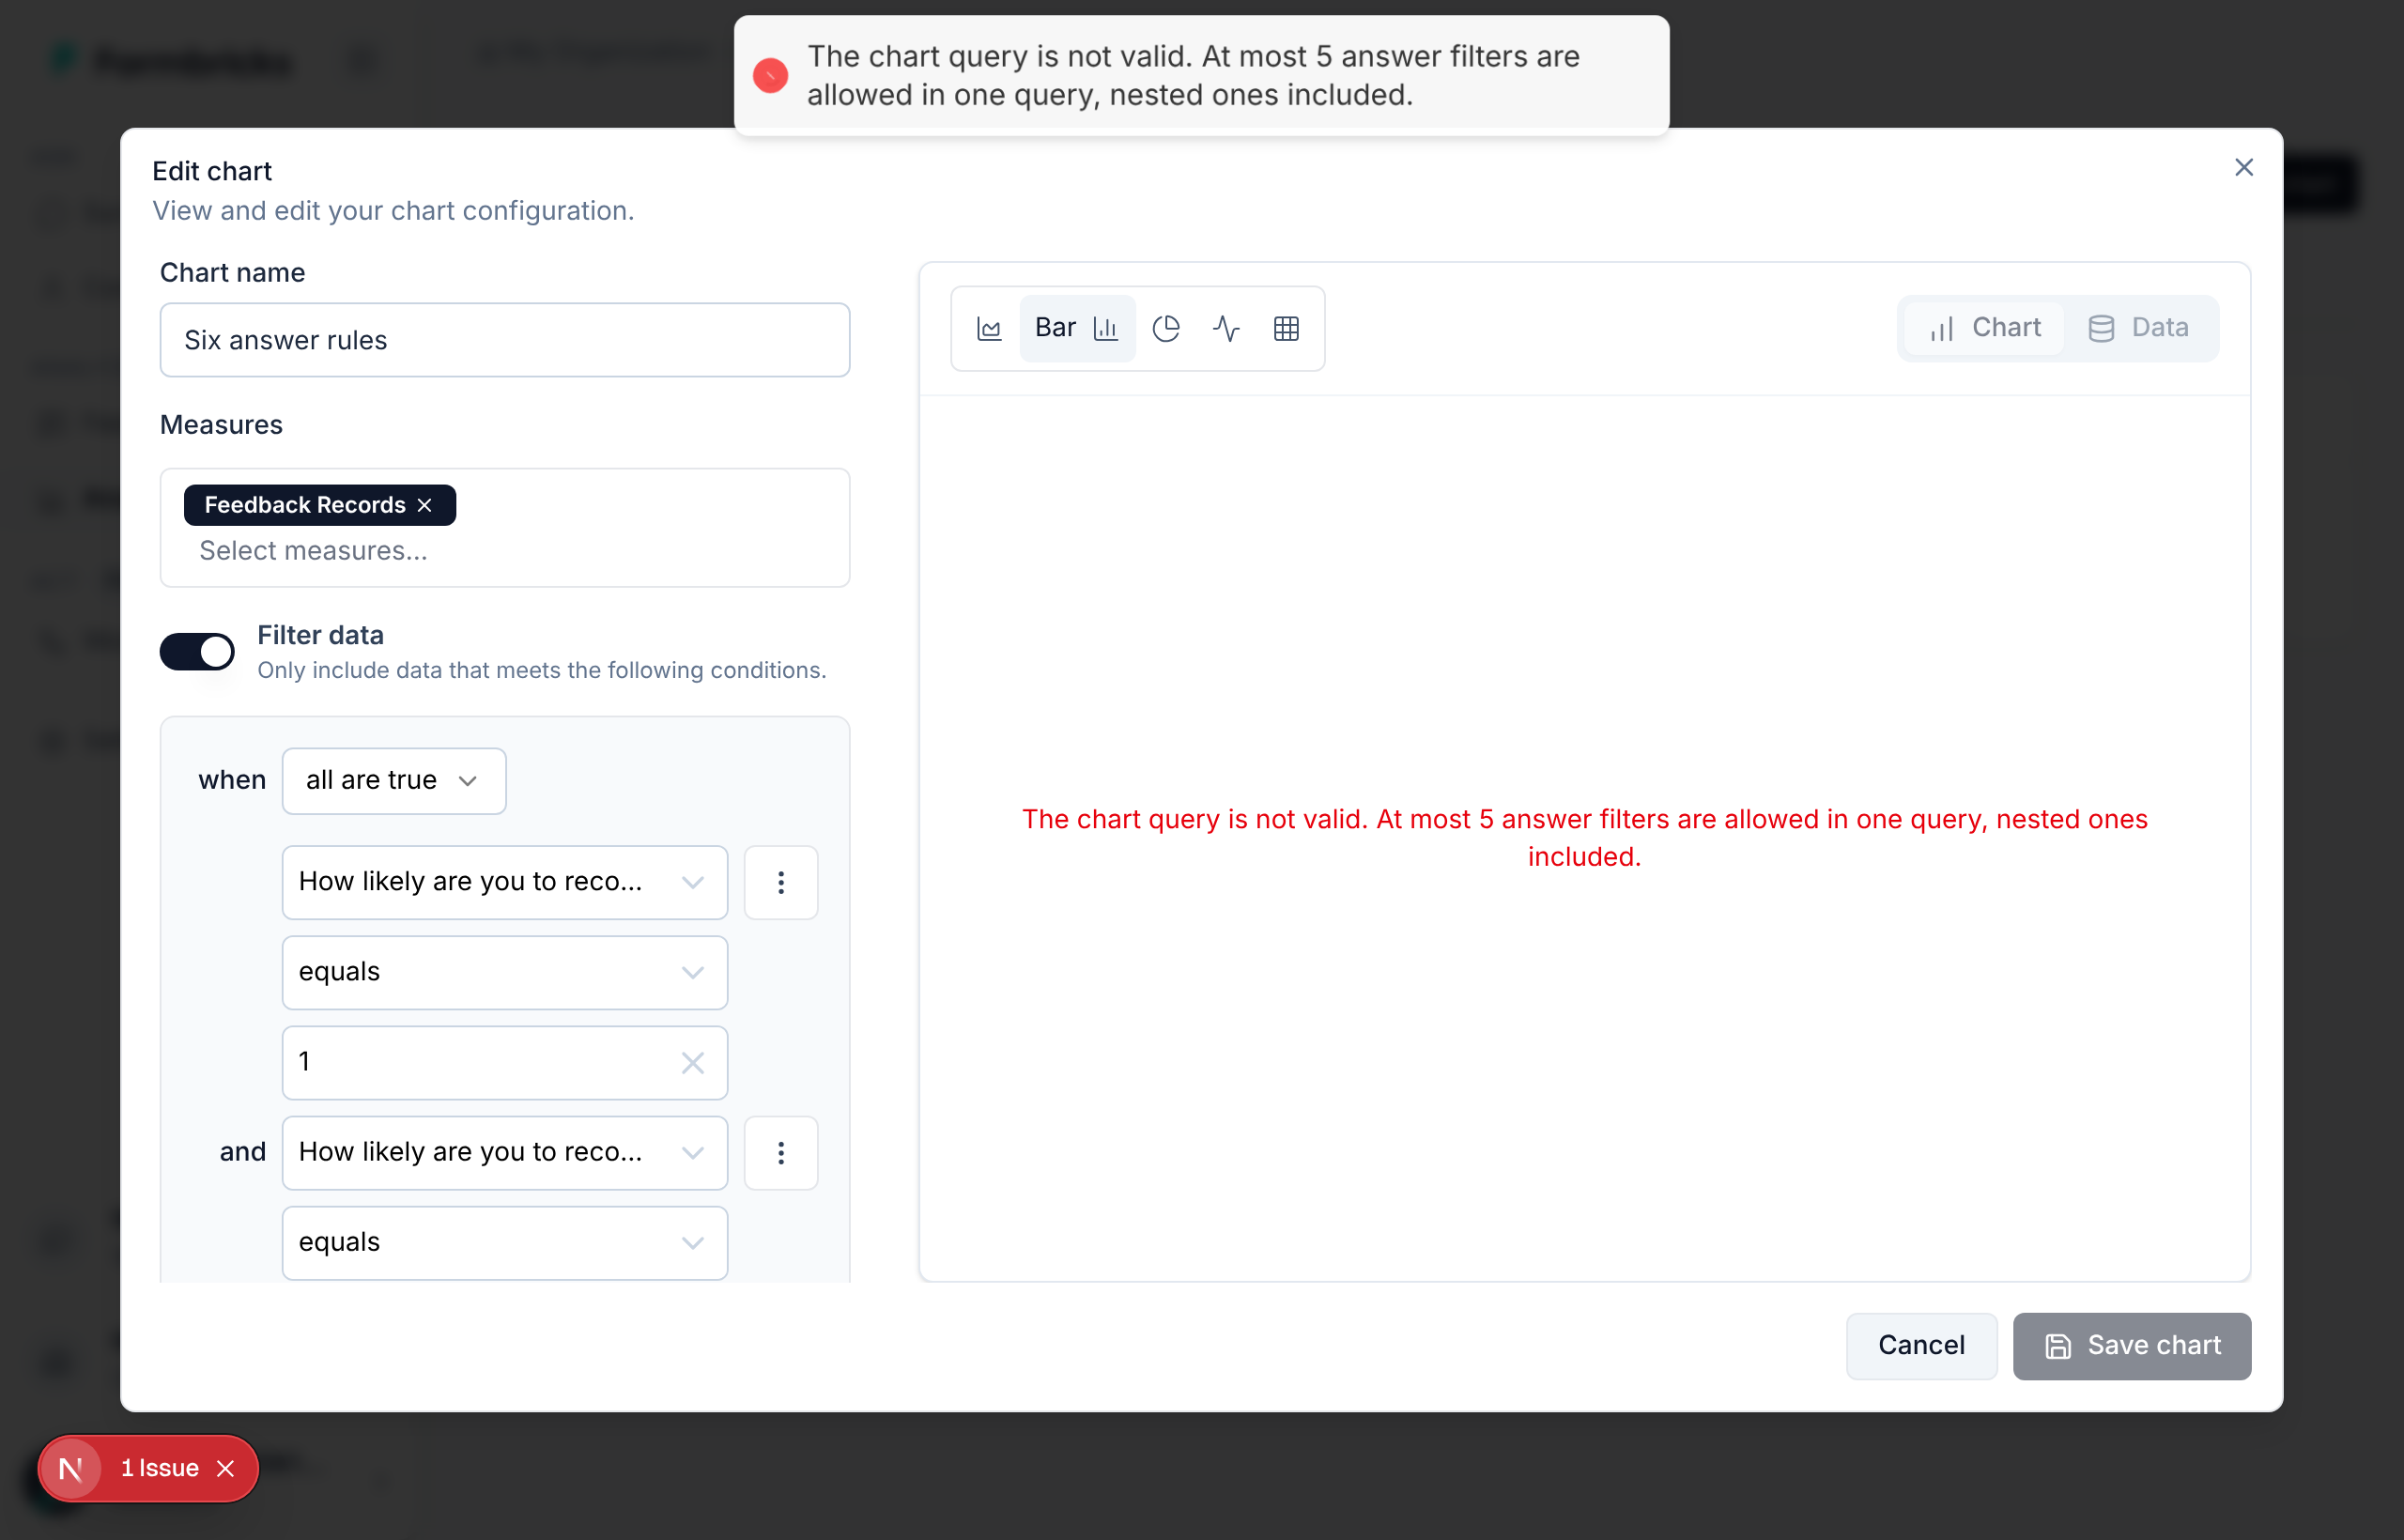 The chart query is not valid. At most 5 answer filters are
allowed in one query, nested ones included.
Edit chart
View and edit your chart configuration.
Chart name
Six answer rules
Measures
Feedback Records
Select measures...
Filter data
Only include data that meets the following conditions.
when all are true
How likely are you to reco...
equals
1
and How likely are you to reco...
equals
Bar
Chart Data
The chart query is not valid. At most 5 answer filters are allowed in one query, nested ones
included.
Cancel Save chart
N 1 Issue